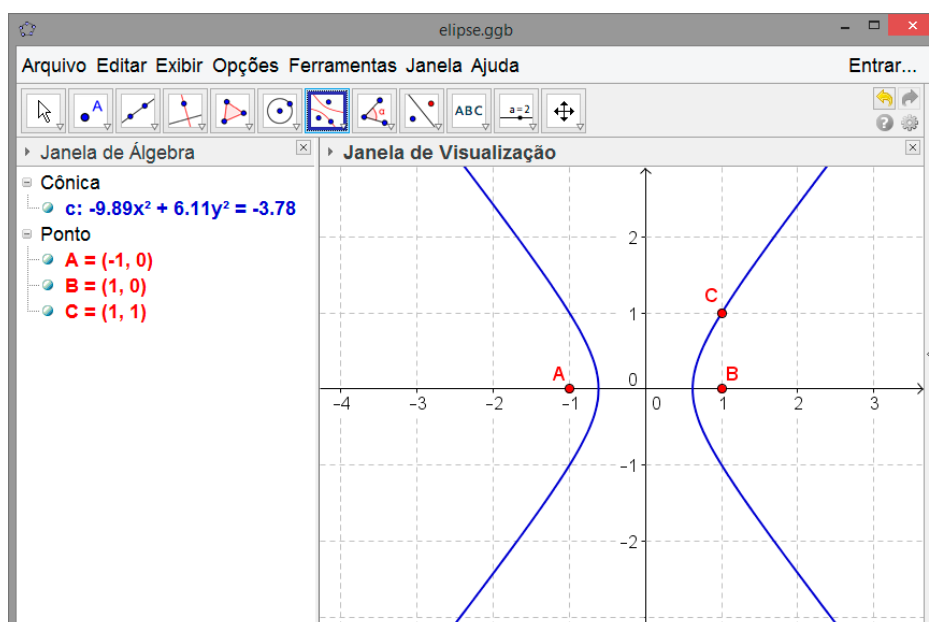 elipse.ggb
Arquivo Editar Exibir Opções Ferramentas Janela Ajuda Entrar...
A α ABC a=2
Janela de Álgebra
Janela de Visualização
Cônica
c: -9.89x² + 6.11y² = -3.78
Ponto
A = (-1, 0)
B = (1, 0)
C = (1, 1)
2
C
1
A
0
B
-4 -3 -2 -1 0 1 2 3
-1
-2